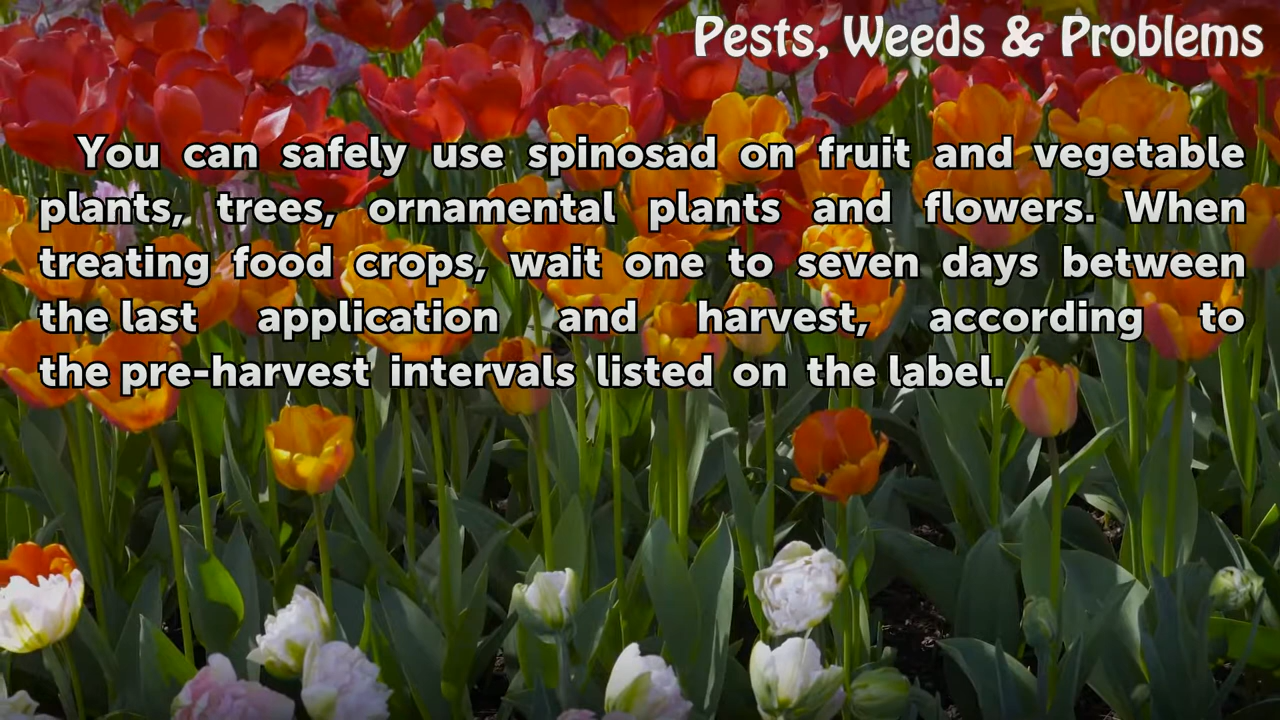 Pests, Weeds & Problems
You can safely use spinosad on fruit and vegetable
plants, trees, ornamental plants and flowers. When
treating food crops, wait one to seven days between
the last application and harvest, according to
the pre-harvest intervals listed on the label.